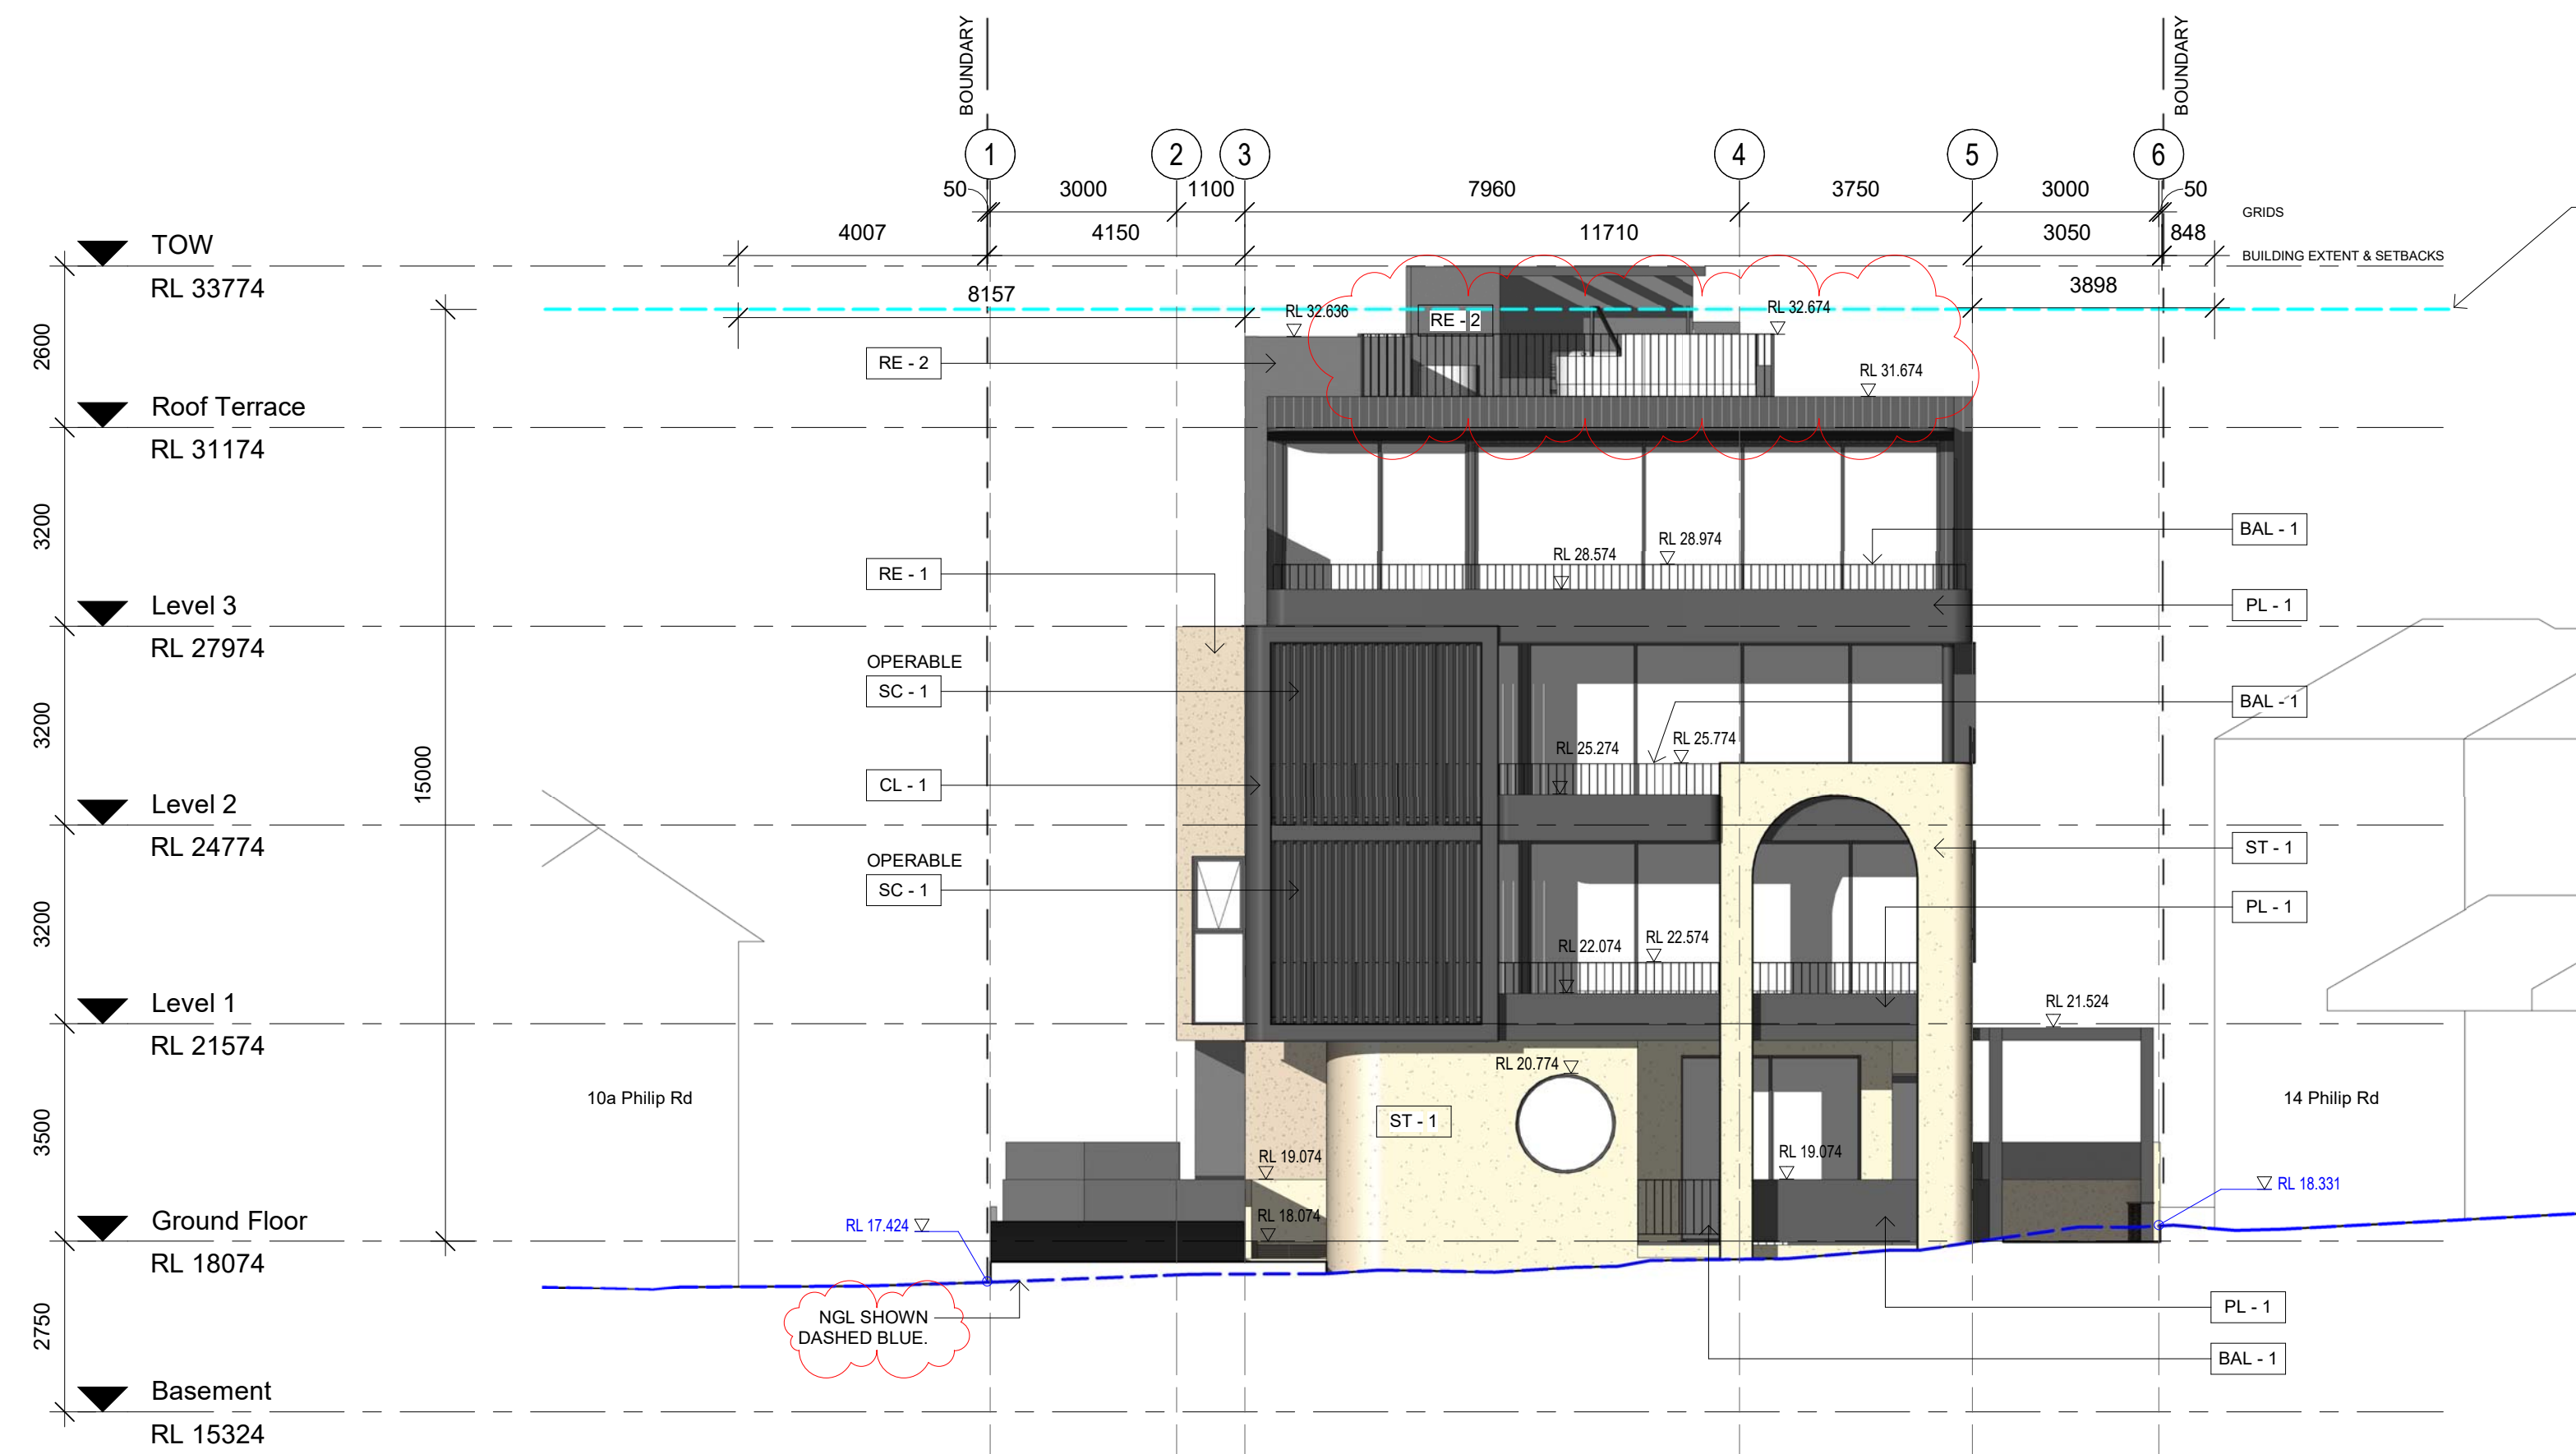 BOUNDARY
BOUNDARY
1 2 3 4 5 6
50 3000 1100 7960 3750 3000 50
GRIDS
4007 4150 11710 3050 848
BUILDING EXTENT & SETBACKS
8157
3898
TOW
RL 33774
2600
Roof Terrace
RL 31174
3200
Level 3
RL 27974
3200
Level 2
RL 24774
3200
Level 1
RL 21574
3500
Ground Floor
RL 18074
2750
Basement
RL 15324
15000
RL 32.636
RE - 2
RL 32.674
RE - 2
RL 31.674
RL 28.574
RL 28.974
BAL - 1
RE - 1
PL - 1
OPERABLE
SC - 1
BAL - 1
RL 25.274
RL 25.774
CL - 1
OPERABLE
SC - 1
ST - 1
PL - 1
RL 22.074
RL 22.574
RL 21.524
10a Philip Rd
14 Philip Rd
RL 20.774
ST - 1
RL 19.074
RL 19.074
RL 18.074
RL 17.424
RL 18.331
NGL SHOWN
DASHED BLUE.
PL - 1
BAL - 1